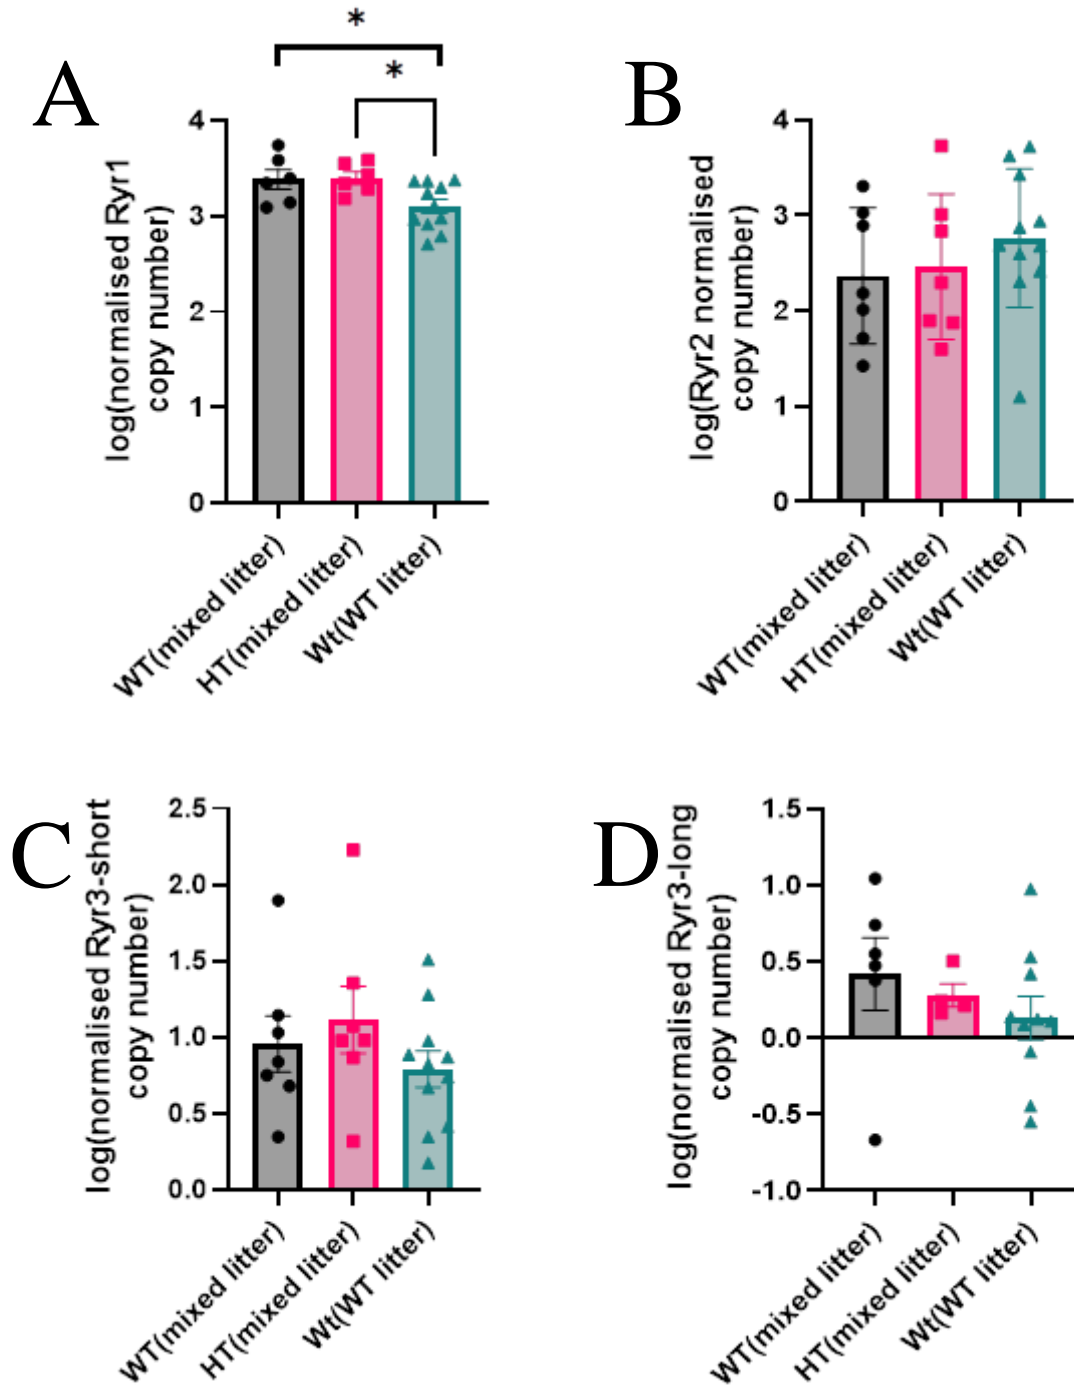 *
*
A
log(normalised Ryr1
copy number)
4
3
2
1
0
WT(mixed litter)
HT(mixed litter)
Wt(WT litter)
B
log(Ryr2 normalised
copy number)
4
3
2
1
0
WT(mixed litter)
HT(mixed litter)
Wt(WT litter)
C
log(normalised Ryr3-short
copy number)
2.5
2.0
1.5
1.0
0.5
0.0
WT(mixed litter)
HT(mixed litter)
Wt(WT litter)
D
log(normalised Ryr3-long
copy number)
1.5
1.0
0.5
0.0
-0.5
-1.0
WT(mixed litter)
HT(mixed litter)
Wt(WT litter)